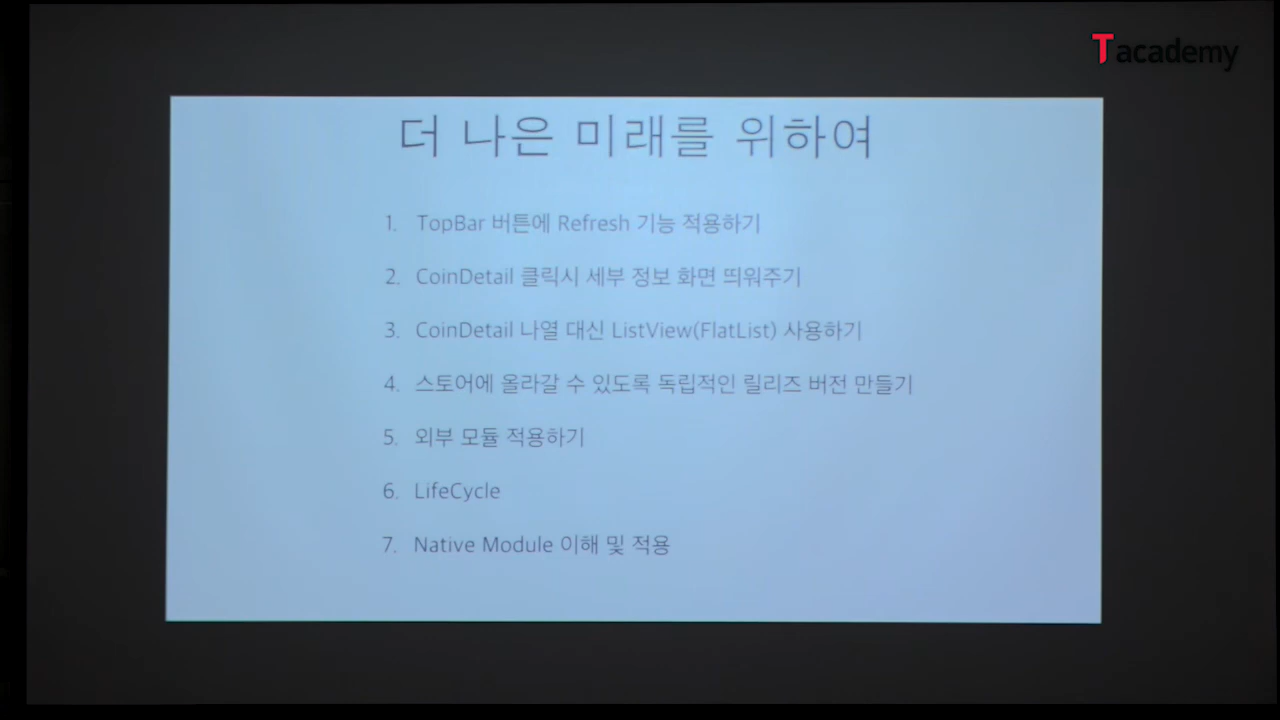 Tacademy
더 나은 미래를 위하여
1. TopBar 버튼에 Refresh 기능 적용하기
2. CoinDetail 클릭시 세부 정보 화면 띄워주기
3. CoinDetail 나열 대신 ListView(FlatList) 사용하기
4. 스토어에 올라갈 수 있도록 독립적인 릴리즈 버전 만들기
5. 외부 모듈 적용하기
6. LifeCycle
7. Native Module 이해 및 적용